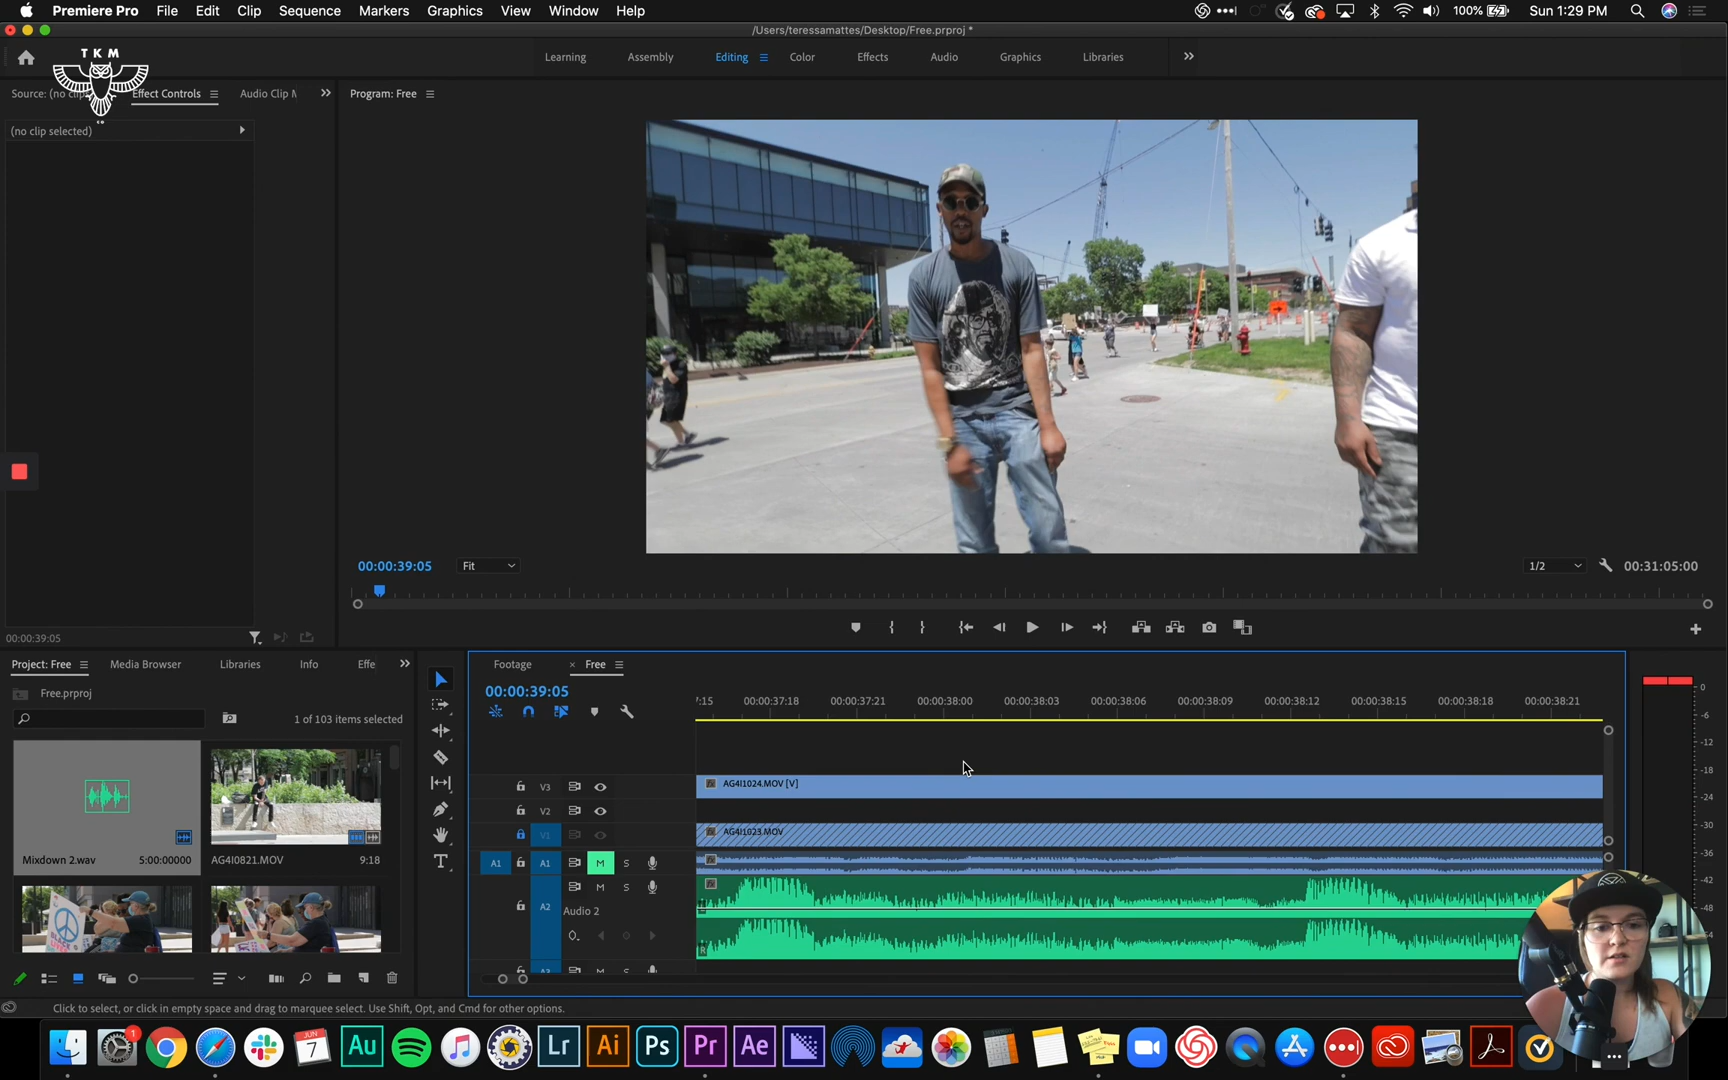 Premiere Pro File Edit Clip Sequence Markers Graphics View Window Help 100% Sun 1:29 PM
/Users/teressamattes/Desktop/Free.prproj *
TKM
Learning Assembly Editing Color Effects Audio Graphics Libraries
Source: (no clip Effect Controls Audio Clip M Program: Free
(no clip selected)
00:00:39:05 Fit 1/2 00:31:05:00
00:00:39:05
Project: Free Media Browser Libraries Info Effe Footage Free
Free.prproj 00:00:39:05
7:15 00:00:37:18 00:00:37:21 00:00:38:00 00:00:38:03 00:00:38:06 00:00:38:09 00:00:38:12 00:00:38:15 00:00:38:18 00:00:38:21
1 of 103 items selected
0
-6
-12
-18
-24
-30
-36
-42
-48
-54
V3 AG4I1024.MOV [V]
V2
V1 AG4I1023.MOV
A1 A1 M S
M S
A2
Audio 2
A3 M S
Mixdown 2.wav 5:00:00000 AG4I0821.MOV 9:18
Click to select, or click in empty space and drag to marquee select. Use Shift, Opt, and Cmd for other options.
1 JUN 7 Au Lr Ai Ps Pr Ae